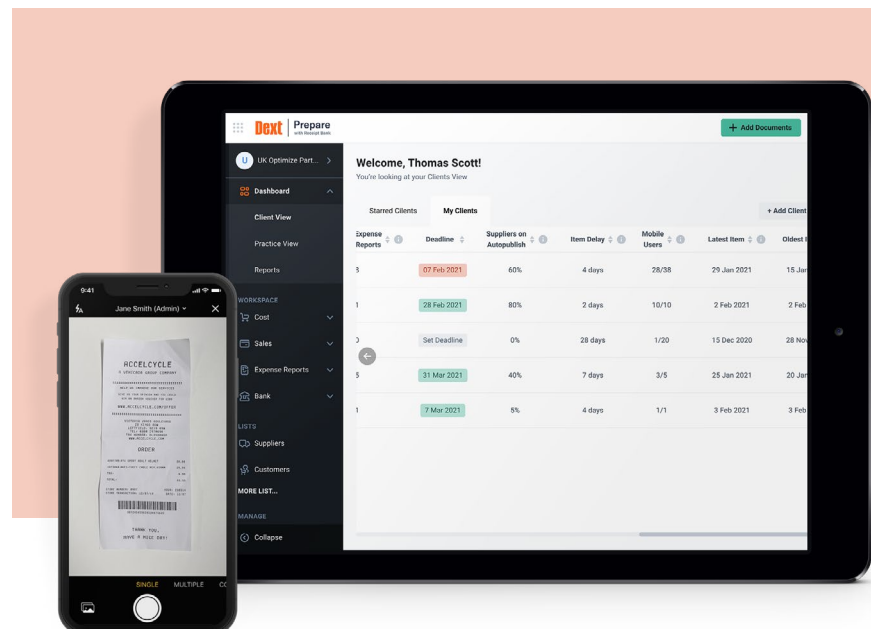 Dext Prepare
with Receipt Bank
+ Add Documents
U UK Optimize Part...
Welcome, Thomas Scott!
You're looking at your Clients View
Dashboard
Client View
Practice View
Reports
WORKSPACE
Cost
Sales
Expense Reports
Bank
LISTS
Suppliers
Customers
MORE LIST...
MANAGE
Collapse
Starred Clients My Clients + Add Client
Expense Reports Deadline Suppliers on Autopublish Item Delay Mobile Users Latest Item Oldest
07 Feb 2021 60% 4 days 28/38 29 Jan 2021 15 Jan
28 Feb 2021 80% 2 days 10/10 2 Feb 2021 2 Feb
Set Deadline 0% 28 days 1/20 15 Dec 2020 28 Nov
31 Mar 2021 40% 7 days 3/5 25 Jan 2021 20 Jan
1 7 Mar 2021 5% 4 days 1/1 3 Feb 2021 3 Feb
9:41
Jane Smith (Admin)
ACCELCYCLE
WWW.ACCELCYCLE.COM/OFFER
ORDER
THANK YOU.
HAVE A NICE DAY!
SINGLE MULTIPLE